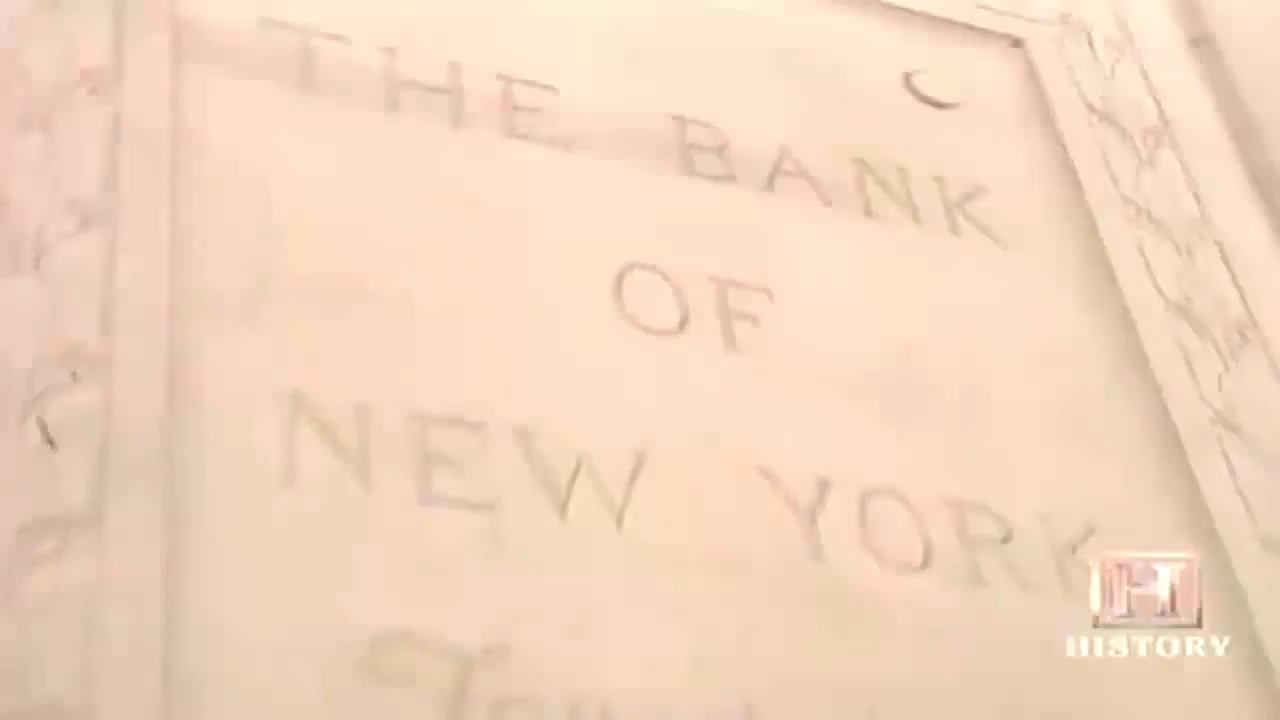 THE BANK
OF
NEW YORK
H
HISTORY